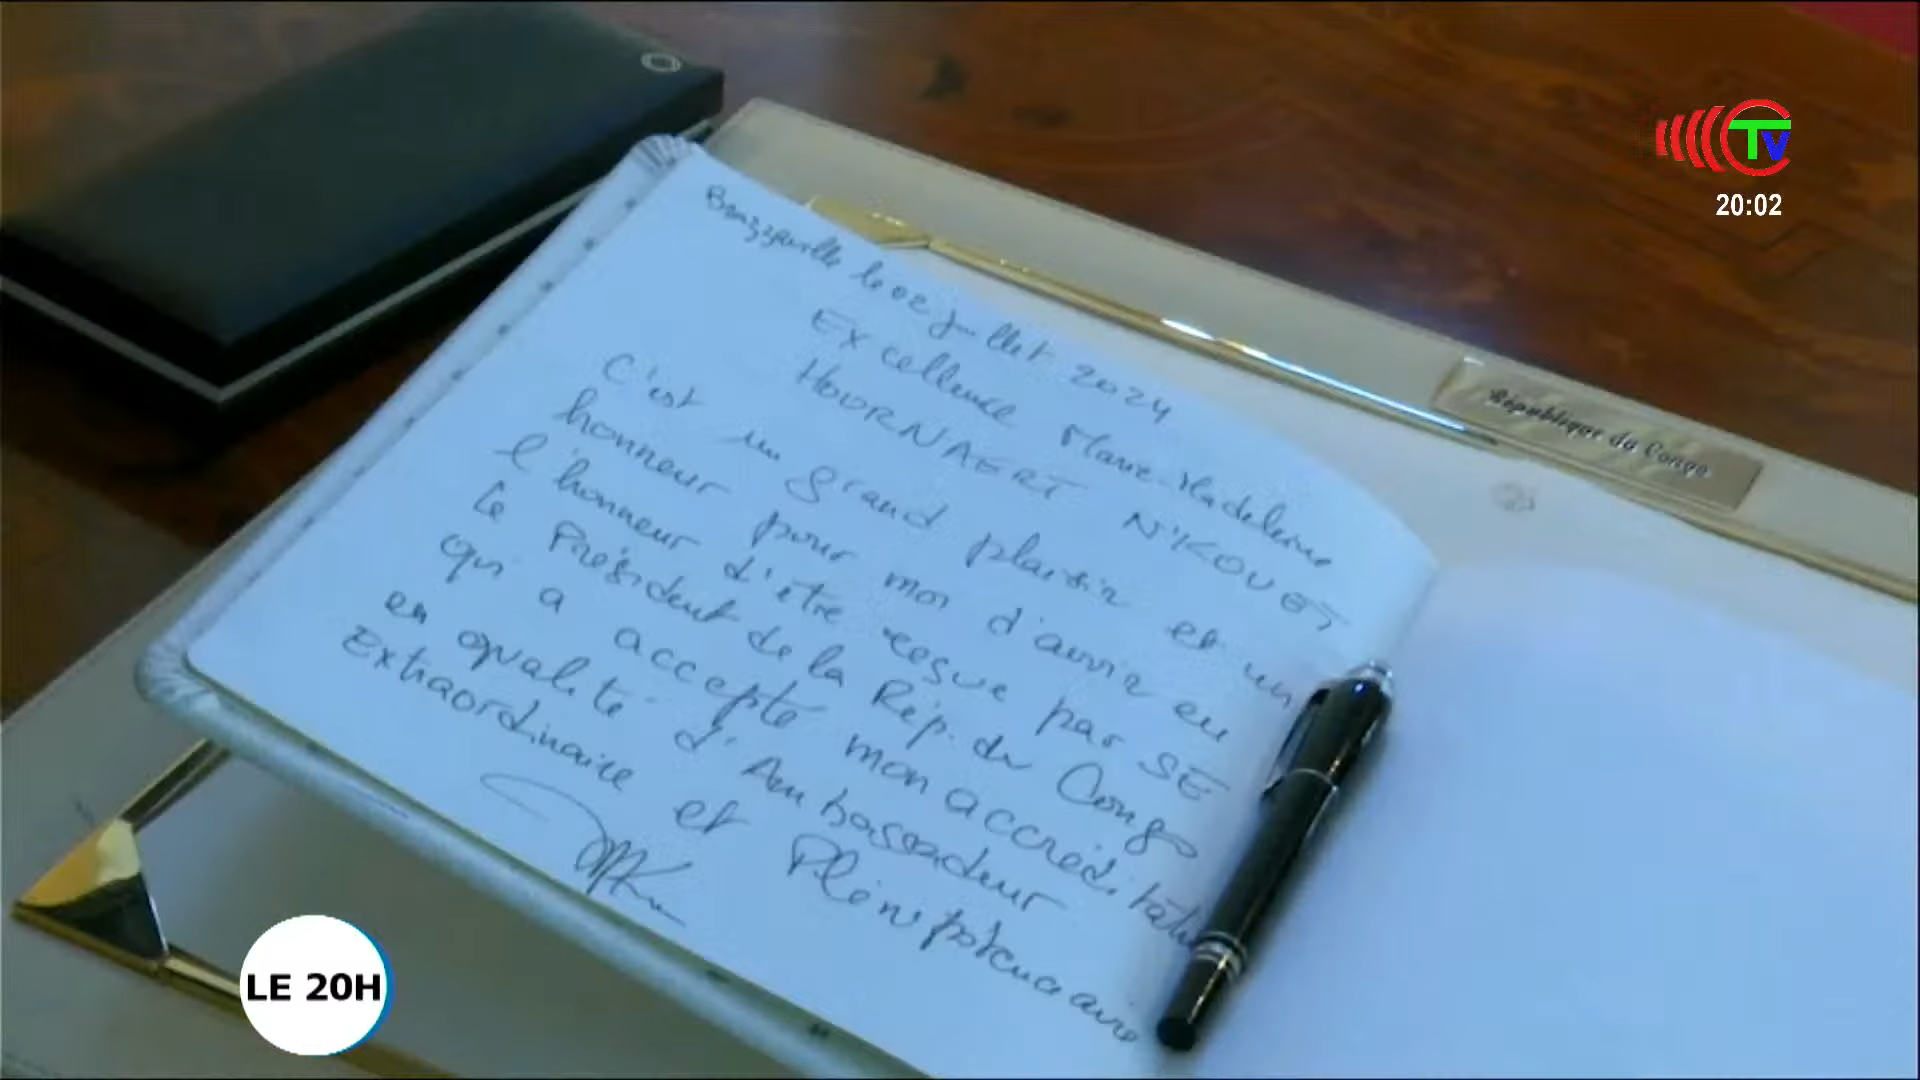 Brazzaville le 02 juillet 2024
Excellence Marie-Madeleine
HOORNAERT N'KOUET
C'est un grand plaisir et un
honneur pour moi d'avoir eu
l'honneur d'être reçue par SE
Le Président de la Rép. du Congo
qui a accepté mon accréditation
en qualité d'Ambassadeur
Extraordinaire et Plénipotenciaire
République du Congo
TV
20:02
LE 20H